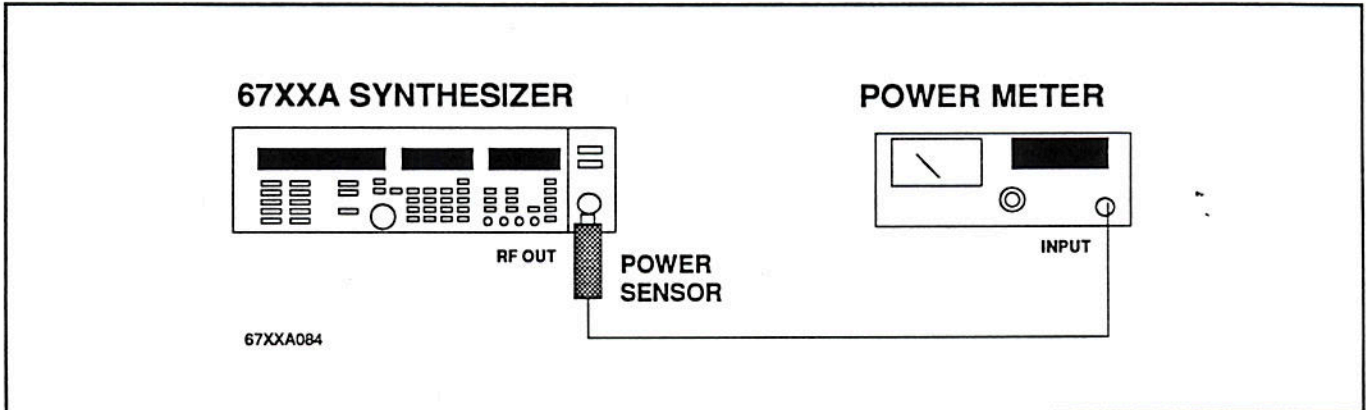 67XXA SYNTHESIZER
POWER METER
RF OUT
POWER
SENSOR
INPUT
67XXA084